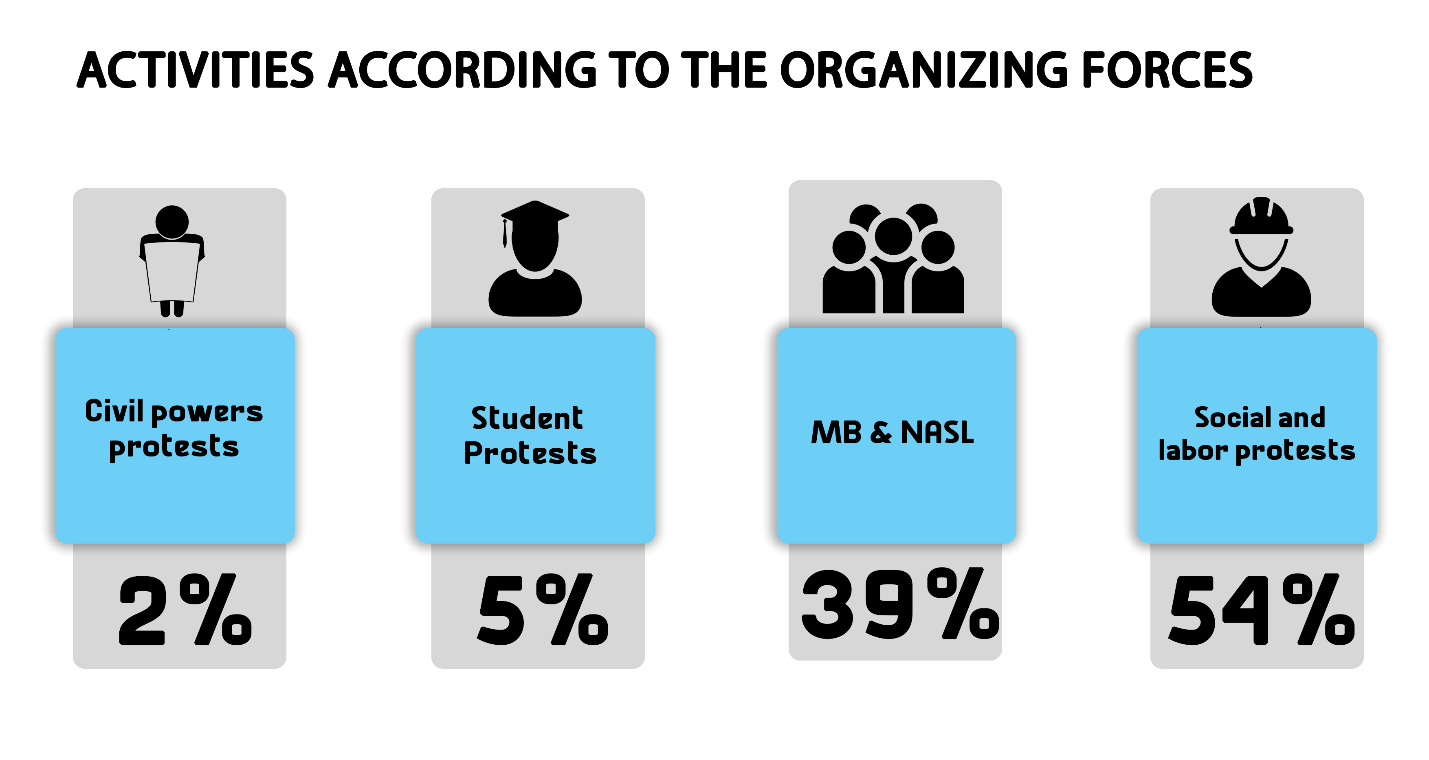 ACTIVITIES ACCORDING TO THE ORGANIZING FORCES
Civil powers
protests
2%
Student
Protests
5%
MB & NASL
39%
Social and
labor protests
54%